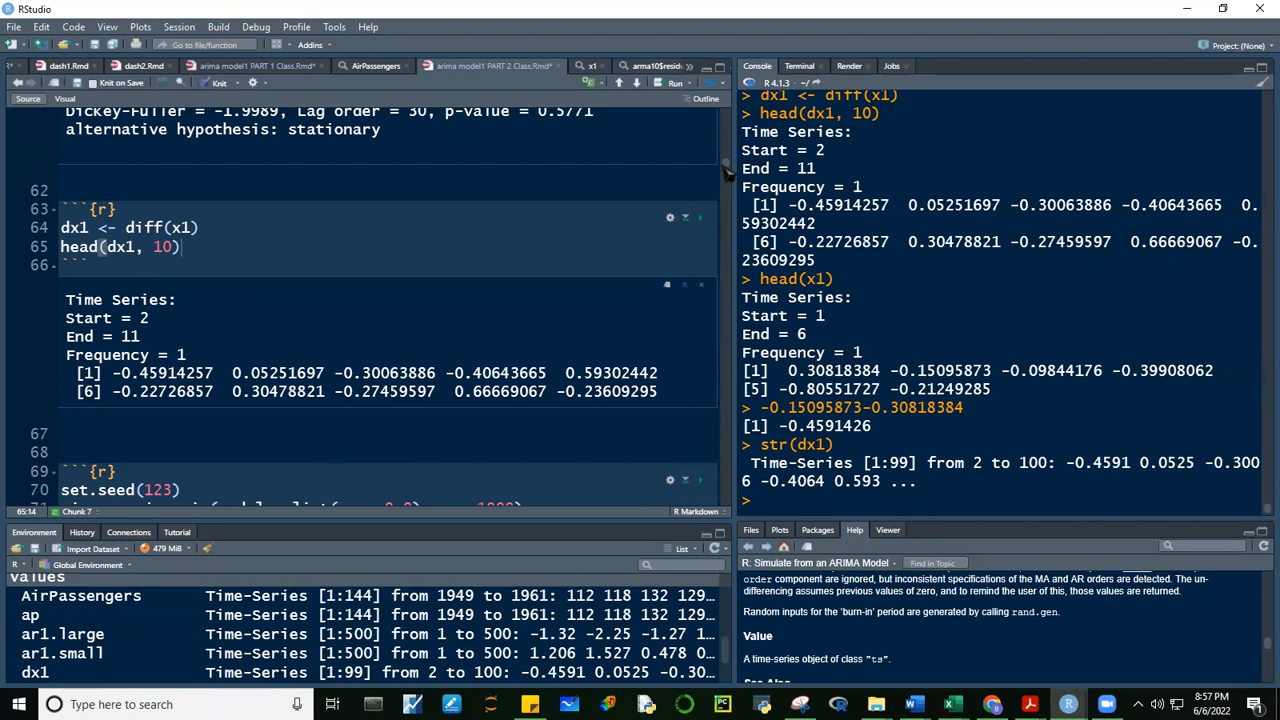 RStudio
File Edit Code View Plots Session Build Debug Profile Tools Help
Go to file/function Addins Project: (None)
dash1.Rmd dash2.Rmd arima model1 PART 1 Class.Rmd* AirPassengers arima model1 PART 2 Class.Rmd* x1 arma10$resid
Knit on Save Knit Run
Source Visual Outline
Dickey-Fuller = -1.9989, Lag order = 30, p-value = 0.5771
alternative hypothesis: stationary
62
63 ```{r}
64 dx1 <- diff(x1)
65 head(dx1, 10)
66 ```
Time Series:
Start = 2
End = 11
Frequency = 1
[1] -0.45914257 0.05251697 -0.30063886 -0.40643665 0.59302442
[6] -0.22726857 0.30478821 -0.27459597 0.66669067 -0.23609295
67
68
69 ```{r}
70 set.seed(123)
65:14 Chunk 7 R Markdown
Environment History Connections Tutorial
Import Dataset 479 MiB List
R Global Environment
Values
AirPassengers Time-Series [1:144] from 1949 to 1961: 112 118 132 129…
ap Time-Series [1:144] from 1949 to 1961: 112 118 132 129…
ar1.large Time-Series [1:500] from 1 to 500: -1.32 -2.25 -1.27 1…
ar1.small Time-Series [1:500] from 1 to 500: 1.206 1.527 0.478 0…
dx1 Time-Series [1:99] from 2 to 100: -0.4591 0.0525 -0.30…
Console Terminal Render Jobs
R 4.1.3 · ~/
> dx1 <- diff(x1)
> head(dx1, 10)
Time Series:
Start = 2
End = 11
Frequency = 1
[1] -0.45914257 0.05251697 -0.30063886 -0.40643665 0.
59302442
[6] -0.22726857 0.30478821 -0.27459597 0.66669067 -0.
23609295
> head(x1)
Time Series:
Start = 1
End = 6
Frequency = 1
[1] 0.30818384 -0.15095873 -0.09844176 -0.39908062
[5] -0.80551727 -0.21249285
> -0.15095873-0.30818384
[1] -0.4591426
> str(dx1)
Time-Series [1:99] from 2 to 100: -0.4591 0.0525 -0.300
6 -0.4064 0.593 ...
>
Files Plots Packages Help Viewer
R: Simulate from an ARIMA Model Find in Topic
order component are ignored, but inconsistent specifications of the MA and AR orders are detected. The un-
differencing assumes previous values of zero, and to remind the user of this, those values are returned.
Random inputs for the 'burn-in' period are generated by calling rand.gen.
Value
A time-series object of class "ts".
See Also
Type here to search
8:57 PM
6/6/2022